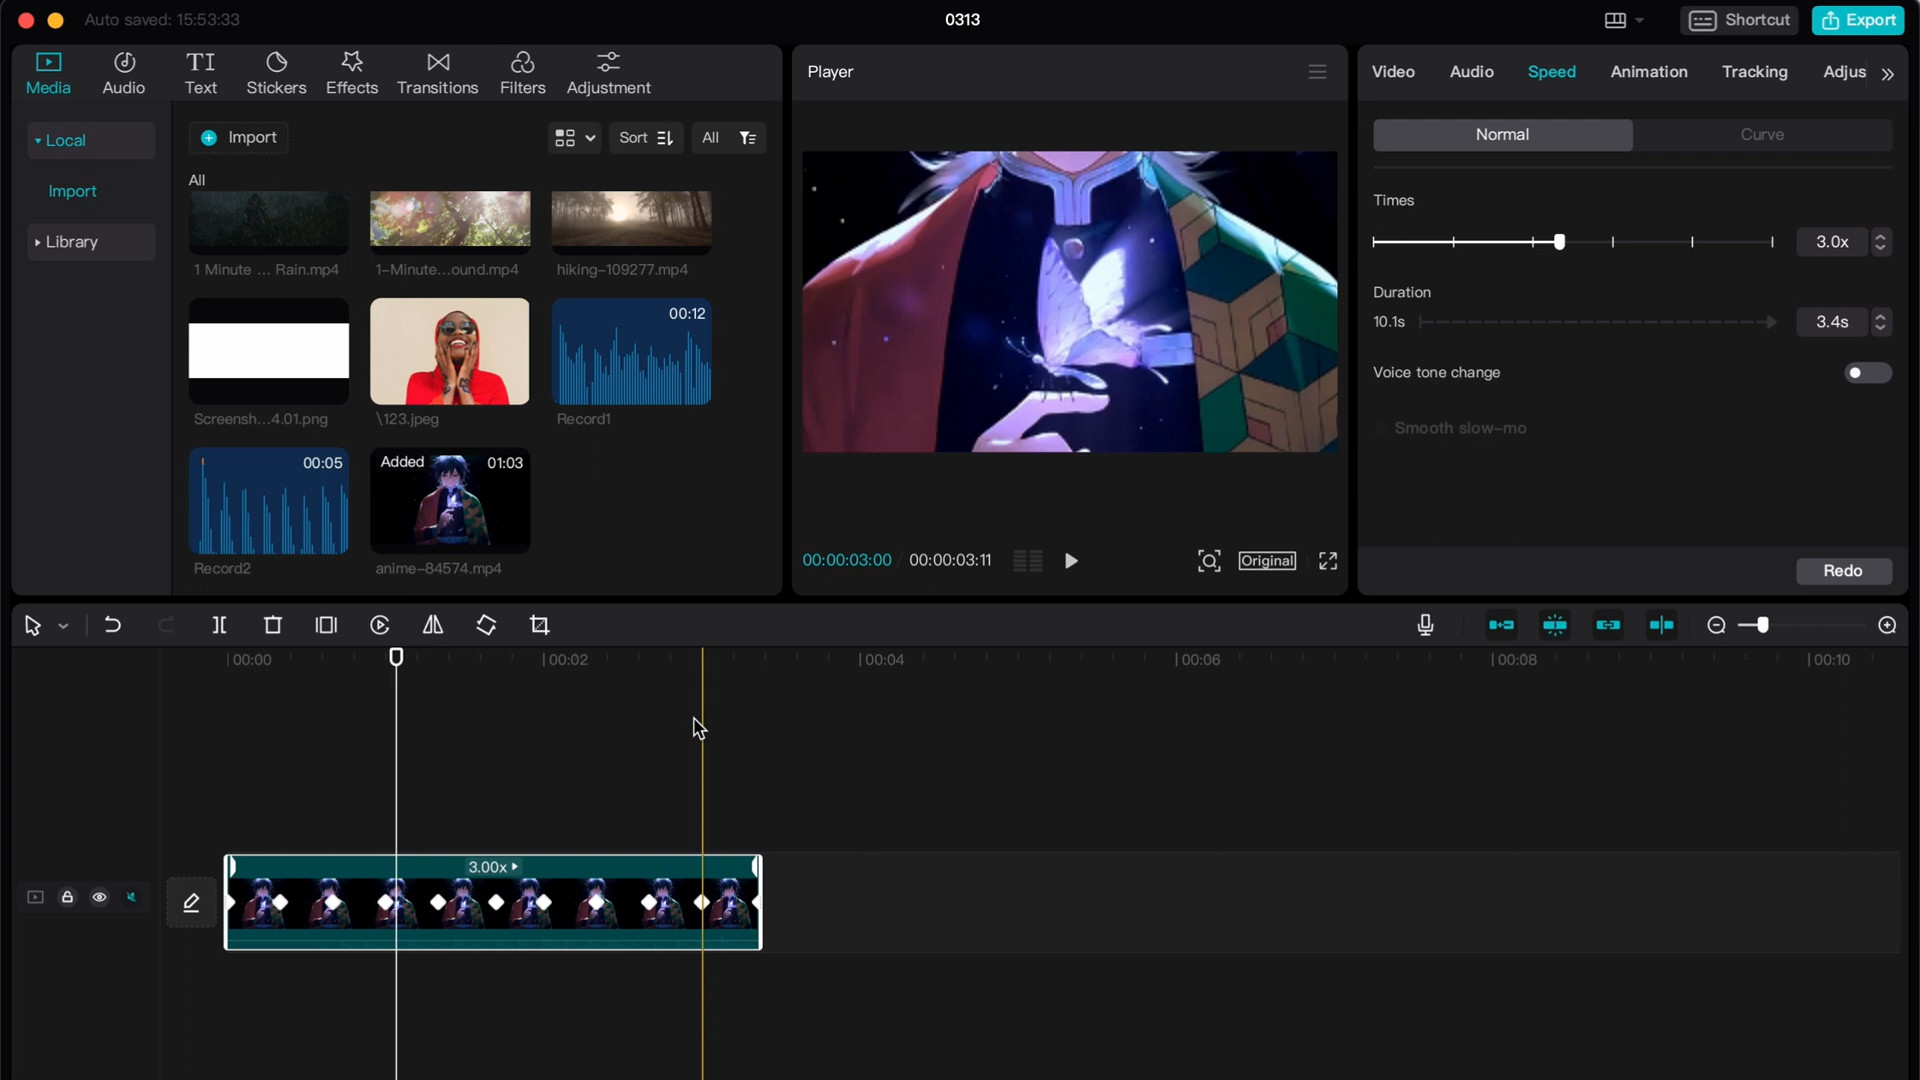 Auto saved: 15:53:33
0313
Shortcut
Export
Media
Audio
Text
Stickers
Effects
Transitions
Filters
Adjustment
Local
Import
Library
Import
Sort
All
All
1 Minute ... Rain.mp4
1-Minute...ound.mp4
hiking-109277.mp4
Screensh...4.01.png
\123.jpeg
00:12
Record1
00:05
Record2
Added
01:03
anime-84574.mp4
Player
00:00:03:00 / 00:00:03:11
Original
Video
Audio
Speed
Animation
Tracking
Adjus
Normal
Curve
Times
3.0x
Duration
10.1s
3.4s
Voice tone change
Smooth slow-mo
Redo
00:00
00:02
00:04
00:06
00:08
00:10
3.00x